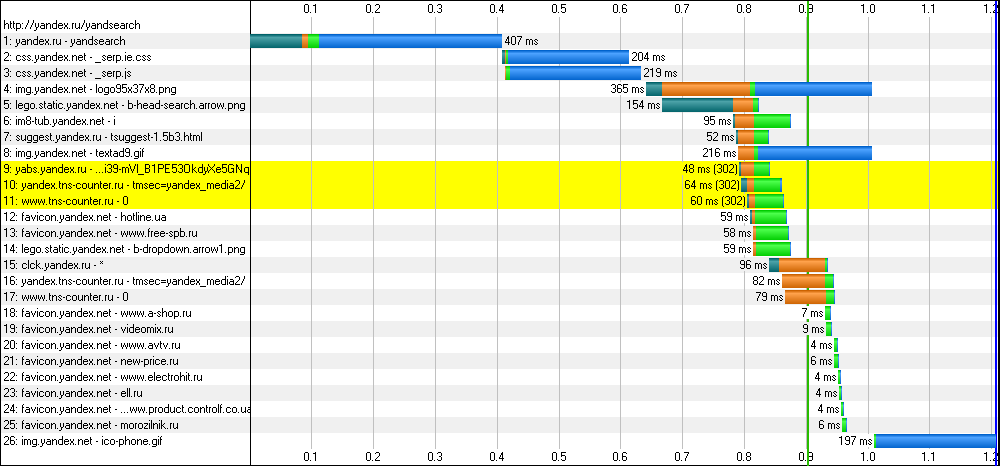 0.1 0.2 0.3 0.4 0.5 0.6 0.7 0.8 0.9 1.0 1.1 1.2
http://yandex.ru/yandsearch
1: yandex.ru - yandsearch 407 ms
2: css.yandex.net - _serp.ie.css 204 ms
3: css.yandex.net - _serp.js 219 ms
4: img.yandex.net - logo95x37x8.png 365 ms
5: lego.static.yandex.net - b-head-search.arrow.png 154 ms
6: im8-tub.yandex.net - i 95 ms
7: suggest.yandex.ru - tsuggest-1.5b3.html 52 ms
8: img.yandex.net - textad9.gif 216 ms
9: yabs.yandex.ru - ...i39-mVI_B1PE53OkdyXe5GNq 48 ms (302)
10: yandex.tns-counter.ru - tmsec=yandex_media2/ 64 ms (302)
11: www.tns-counter.ru - 0 60 ms (302)
12: favicon.yandex.net - hotline.ua 59 ms
13: favicon.yandex.net - www.free-spb.ru 58 ms
14: lego.static.yandex.net - b-dropdown.arrow1.png 59 ms
15: clck.yandex.ru - * 96 ms
16: yandex.tns-counter.ru - tmsec=yandex_media2/ 82 ms
17: www.tns-counter.ru - 0 79 ms
18: favicon.yandex.net - www.a-shop.ru 7 ms
19: favicon.yandex.net - videomix.ru 9 ms
20: favicon.yandex.net - www.avtv.ru 4 ms
21: favicon.yandex.net - new-price.ru 6 ms
22: favicon.yandex.net - www.electrohit.ru 4 ms
23: favicon.yandex.net - ell.ru 4 ms
24: favicon.yandex.net - ...ww.product.controlf.co.ua 4 ms
25: favicon.yandex.net - morozilnik.ru 6 ms
26: img.yandex.net - ico-phone.gif 197 ms
0.1 0.2 0.3 0.4 0.5 0.6 0.7 0.8 0.9 1.0 1.1 1.2